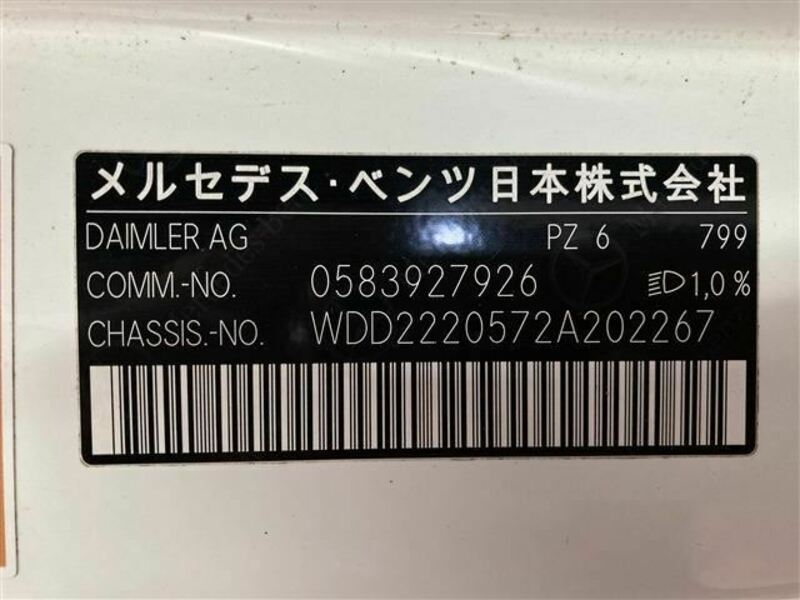 メルセデス・ベンツ日本株式会社
DAIMLER AG PZ 6 799
COMM.-NO. 0583927926 1,0 %
CHASSIS.-NO. WDD2220572A202267